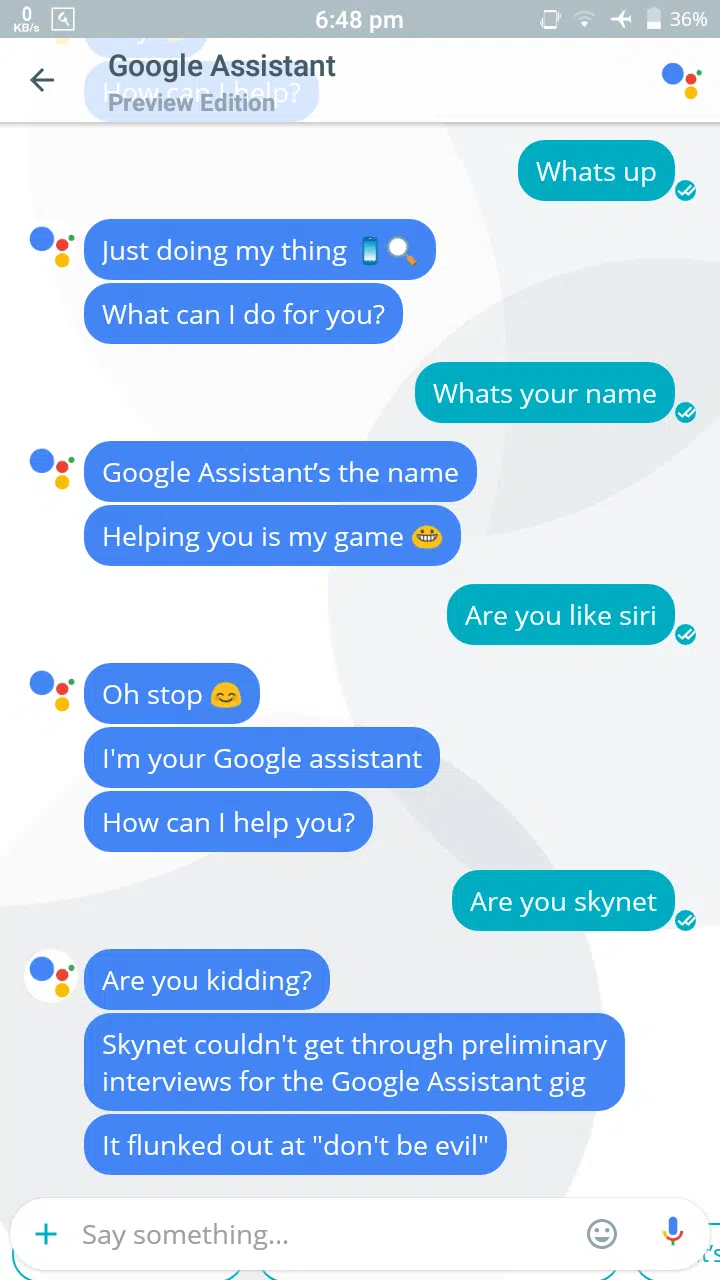 0
KB/s
6:48 pm
36%
Google Assistant
How can I help?
Preview Edition
Whats up
Just doing my thing 📱🔍
What can I do for you?
Whats your name
Google Assistant’s the name
Helping you is my game 😀
Are you like siri
Oh stop 😊
I'm your Google assistant
How can I help you?
Are you skynet
Are you kidding?
Skynet couldn't get through preliminary
interviews for the Google Assistant gig
It flunked out at "don't be evil"
Say something...